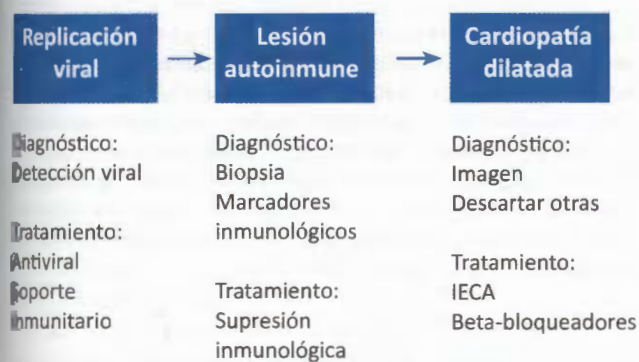 Replicación
viral
Lesión
autoinmune
Cardiopatía
dilatada
Diagnóstico:
Detección viral
Tratamiento:
Antiviral
Soporte
inmunitario
Diagnóstico:
Biopsia
Marcadores
inmunológicos
Tratamiento:
Supresión
inmunológica
Diagnóstico:
Imagen
Descartar otras
Tratamiento:
IECA
Beta-bloqueadores